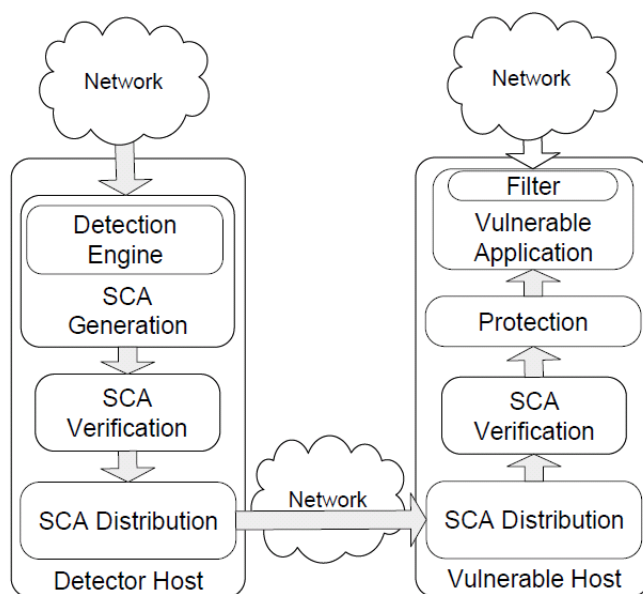 Network
Detection
Engine
SCA
Generation
SCA
Verification
SCA Distribution
Detector Host
Network
Network
Filter
Vulnerable
Application
Protection
SCA
Verification
SCA Distribution
Vulnerable Host